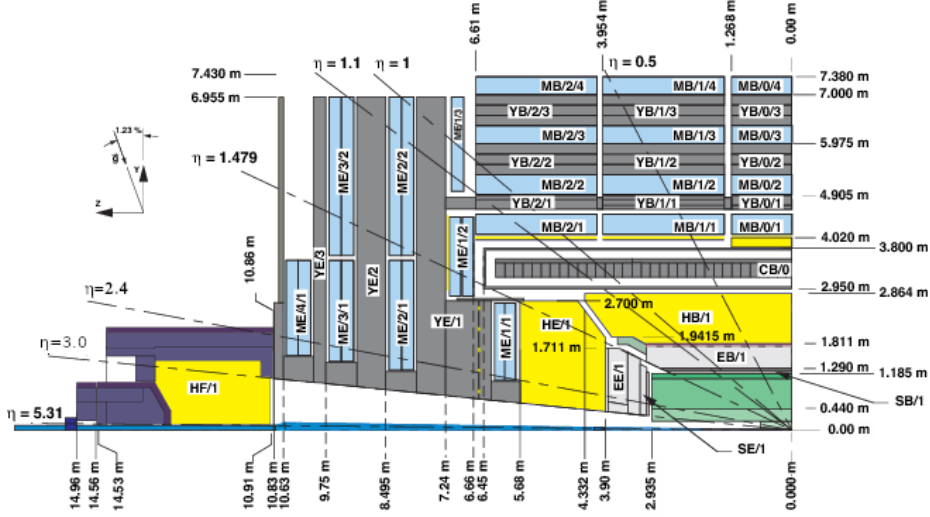 6.61 m
3.954 m
1.268 m
0.00 m
η = 1.1
η = 1
η = 0.5
7.430 m
6.955 m
7.380 m
7.000 m
5.975 m
4.905 m
4.020 m
3.800 m
2.950 m
2.864 m
1.811 m
1.290 m
1.185 m
0.440 m
0.00 m
MB/2/4
MB/1/4
MB/0/4
YB/2/3
YB/1/3
YB/0/3
MB/2/3
MB/1/3
MB/0/3
YB/2/2
YB/1/2
YB/0/2
MB/2/2
MB/1/2
MB/0/2
YB/2/1
YB/1/1
YB/0/1
MB/2/1
MB/1/1
MB/0/1
1.23 %
g
Y
Z
η = 1.479
ME/3/2
ME/2/2
ME/1/3
ME/1/2
10.86 m
YE/3
YE/2
YE/1
ME/4/1
ME/3/1
ME/2/1
ME/1/1
CB/0
2.700 m
HE/1
HB/1
1.9415 m
1.711 m
EB/1
EE/1
SB/1
SE/1
η=2.4
η=3.0
HF/1
η = 5.31
14.96 m
14.56 m
14.53 m
10.91 m
10.83 m
10.63 m
9.75 m
8.495 m
7.24 m
6.66 m
6.45 m
5.68 m
4.332 m
3.90 m
2.935 m
0.000 m